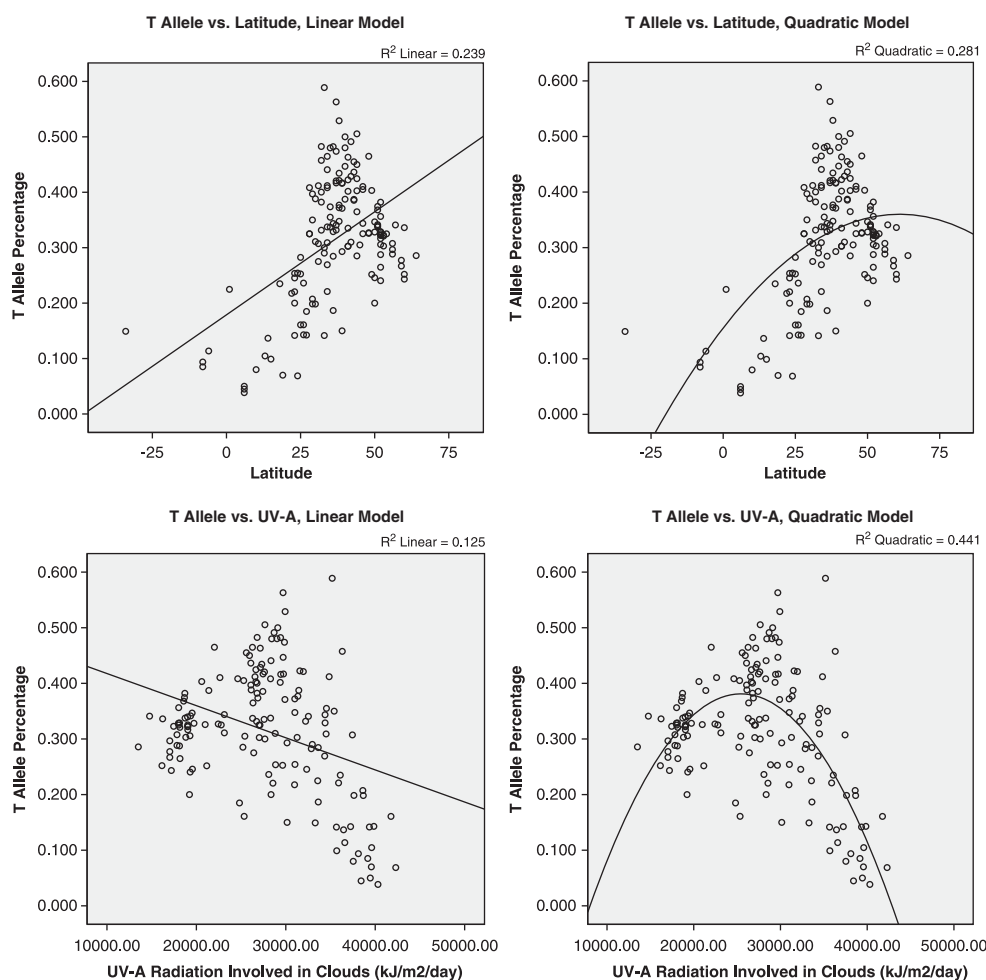 T Allele vs. Latitude, Linear Model
R² Linear = 0.239
0.600
0.500
0.400
0.300
0.200
0.100
0.000
T Allele Percentage
-25 0 25 50 75
Latitude
T Allele vs. Latitude, Quadratic Model
R² Quadratic = 0.281
0.600
0.500
0.400
0.300
0.200
0.100
0.000
T Allele Percentage
-25 0 25 50 75
Latitude
T Allele vs. UV-A, Linear Model
R² Linear = 0.125
0.600
0.500
0.400
0.300
0.200
0.100
0.000
T Allele Percentage
10000.00 20000.00 30000.00 40000.00 50000.00
UV-A Radiation Involved in Clouds (kJ/m2/day)
T Allele vs. UV-A, Quadratic Model
R² Quadratic = 0.441
0.600
0.500
0.400
0.300
0.200
0.100
0.000
T Allele Percentage
10000.00 20000.00 30000.00 40000.00 50000.00
UV-A Radiation Involved in Clouds (kJ/m2/day)